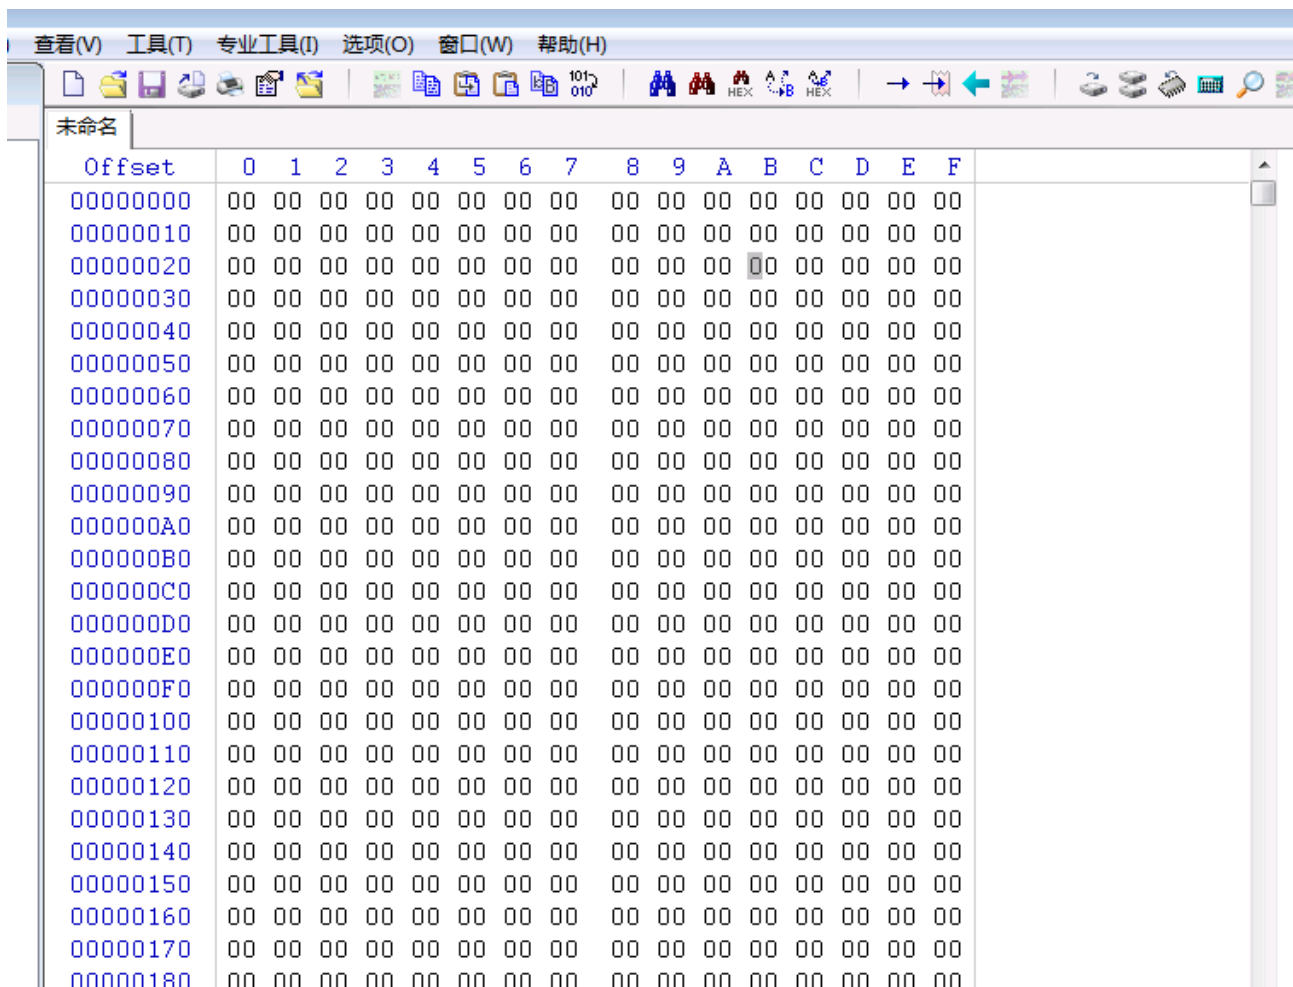 ) 查看(V) 工具(T) 专业工具(I) 选项(O) 窗口(W) 帮助(H)
101 010 HEX A B HEX
未命名
Offset 0 1 2 3 4 5 6 7 8 9 A B C D E F
00000000 00 00 00 00 00 00 00 00 00 00 00 00 00 00 00 00
00000010 00 00 00 00 00 00 00 00 00 00 00 00 00 00 00 00
00000020 00 00 00 00 00 00 00 00 00 00 00 00 00 00 00 00
00000030 00 00 00 00 00 00 00 00 00 00 00 00 00 00 00 00
00000040 00 00 00 00 00 00 00 00 00 00 00 00 00 00 00 00
00000050 00 00 00 00 00 00 00 00 00 00 00 00 00 00 00 00
00000060 00 00 00 00 00 00 00 00 00 00 00 00 00 00 00 00
00000070 00 00 00 00 00 00 00 00 00 00 00 00 00 00 00 00
00000080 00 00 00 00 00 00 00 00 00 00 00 00 00 00 00 00
00000090 00 00 00 00 00 00 00 00 00 00 00 00 00 00 00 00
000000A0 00 00 00 00 00 00 00 00 00 00 00 00 00 00 00 00
000000B0 00 00 00 00 00 00 00 00 00 00 00 00 00 00 00 00
000000C0 00 00 00 00 00 00 00 00 00 00 00 00 00 00 00 00
000000D0 00 00 00 00 00 00 00 00 00 00 00 00 00 00 00 00
000000E0 00 00 00 00 00 00 00 00 00 00 00 00 00 00 00 00
000000F0 00 00 00 00 00 00 00 00 00 00 00 00 00 00 00 00
00000100 00 00 00 00 00 00 00 00 00 00 00 00 00 00 00 00
00000110 00 00 00 00 00 00 00 00 00 00 00 00 00 00 00 00
00000120 00 00 00 00 00 00 00 00 00 00 00 00 00 00 00 00
00000130 00 00 00 00 00 00 00 00 00 00 00 00 00 00 00 00
00000140 00 00 00 00 00 00 00 00 00 00 00 00 00 00 00 00
00000150 00 00 00 00 00 00 00 00 00 00 00 00 00 00 00 00
00000160 00 00 00 00 00 00 00 00 00 00 00 00 00 00 00 00
00000170 00 00 00 00 00 00 00 00 00 00 00 00 00 00 00 00
00000180 00 00 00 00 00 00 00 00 00 00 00 00 00 00 00 00